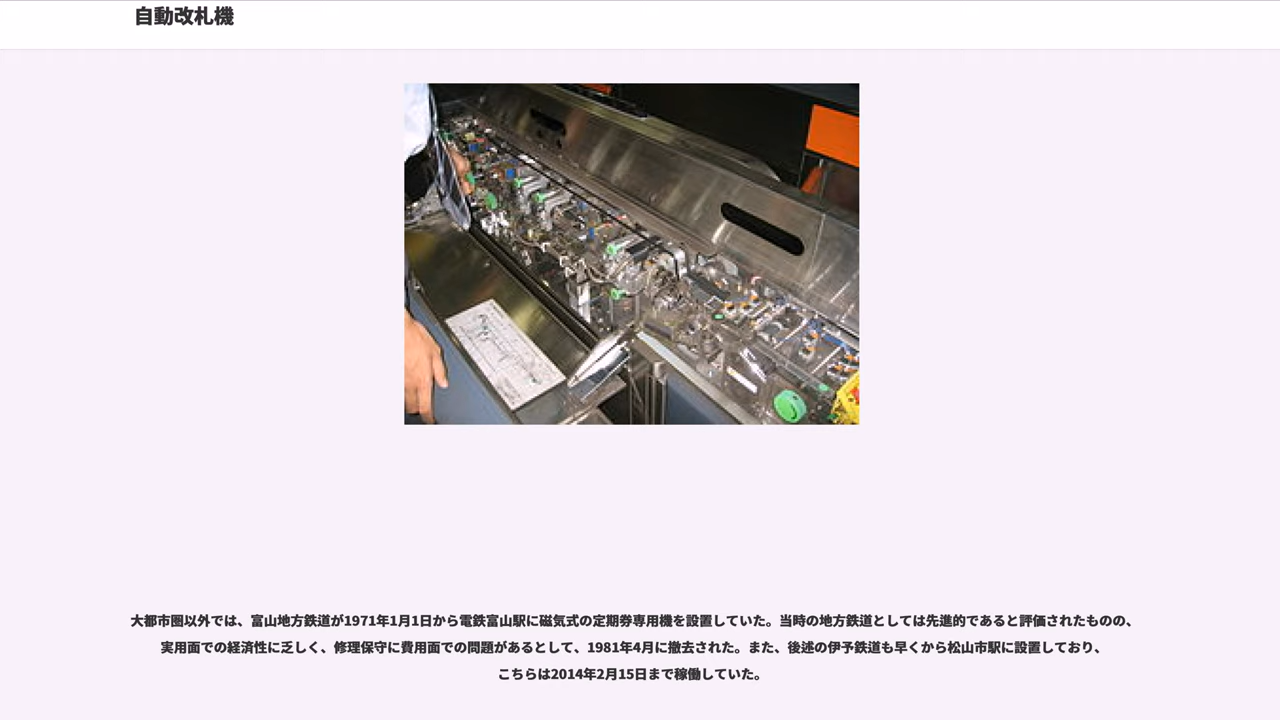 自動改札機
大都市圏以外では、富山地方鉄道が1971年1月1日から電鉄富山駅に磁気式の定期券専用機を設置していた。当時の地方鉄道としては先進的であると評価されたものの、
実用面での経済性に乏しく、修理保守に費用面での問題があるとして、1981年4月に撤去された。また、後述の伊予鉄道も早くから松山市駅に設置しており、
こちらは2014年2月15日まで稼働していた。